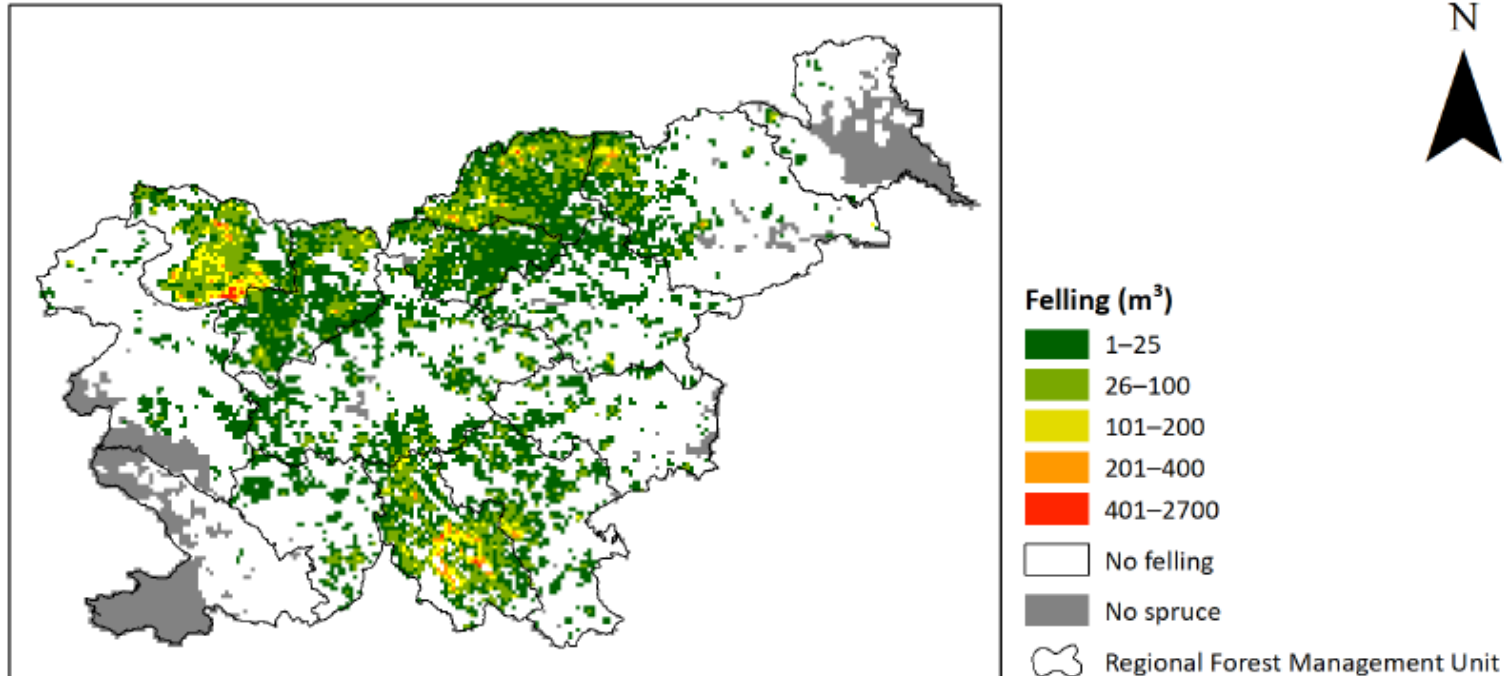 N
Felling (m³)
1–25
26–100
101–200
201–400
401–2700
No felling
No spruce
Regional Forest Management Unit